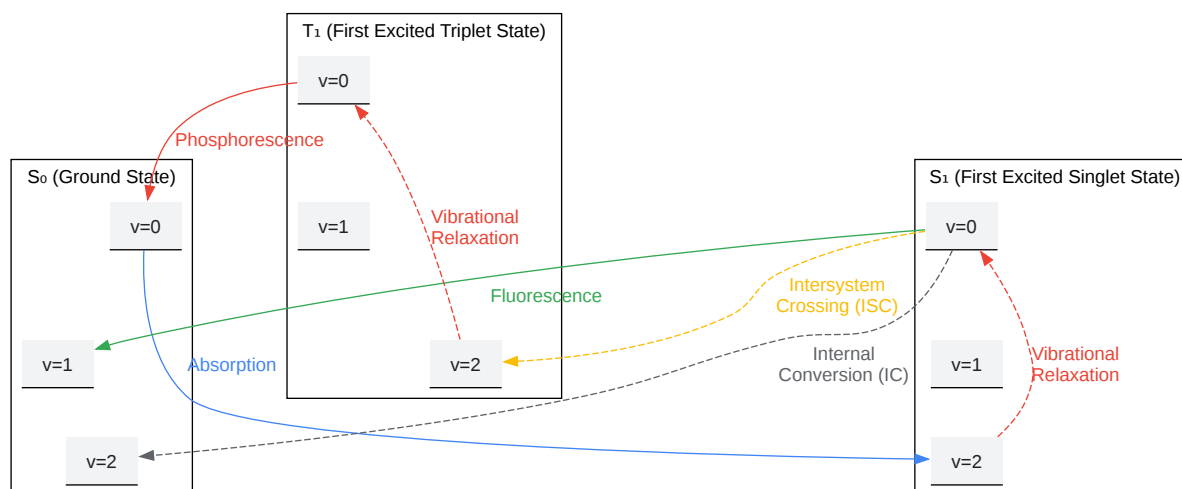 T₁ (First Excited Triplet State)
v=0
Phosphorescence
S₀ (Ground State)
S₁ (First Excited Singlet State)
v=0
v=1
Vibrational
Relaxation
v=0
Fluorescence
Intersystem
Crossing (ISC)
v=1
Absorption
v=2
Internal
Conversion (IC)
v=1
Vibrational
Relaxation
v=2
v=2